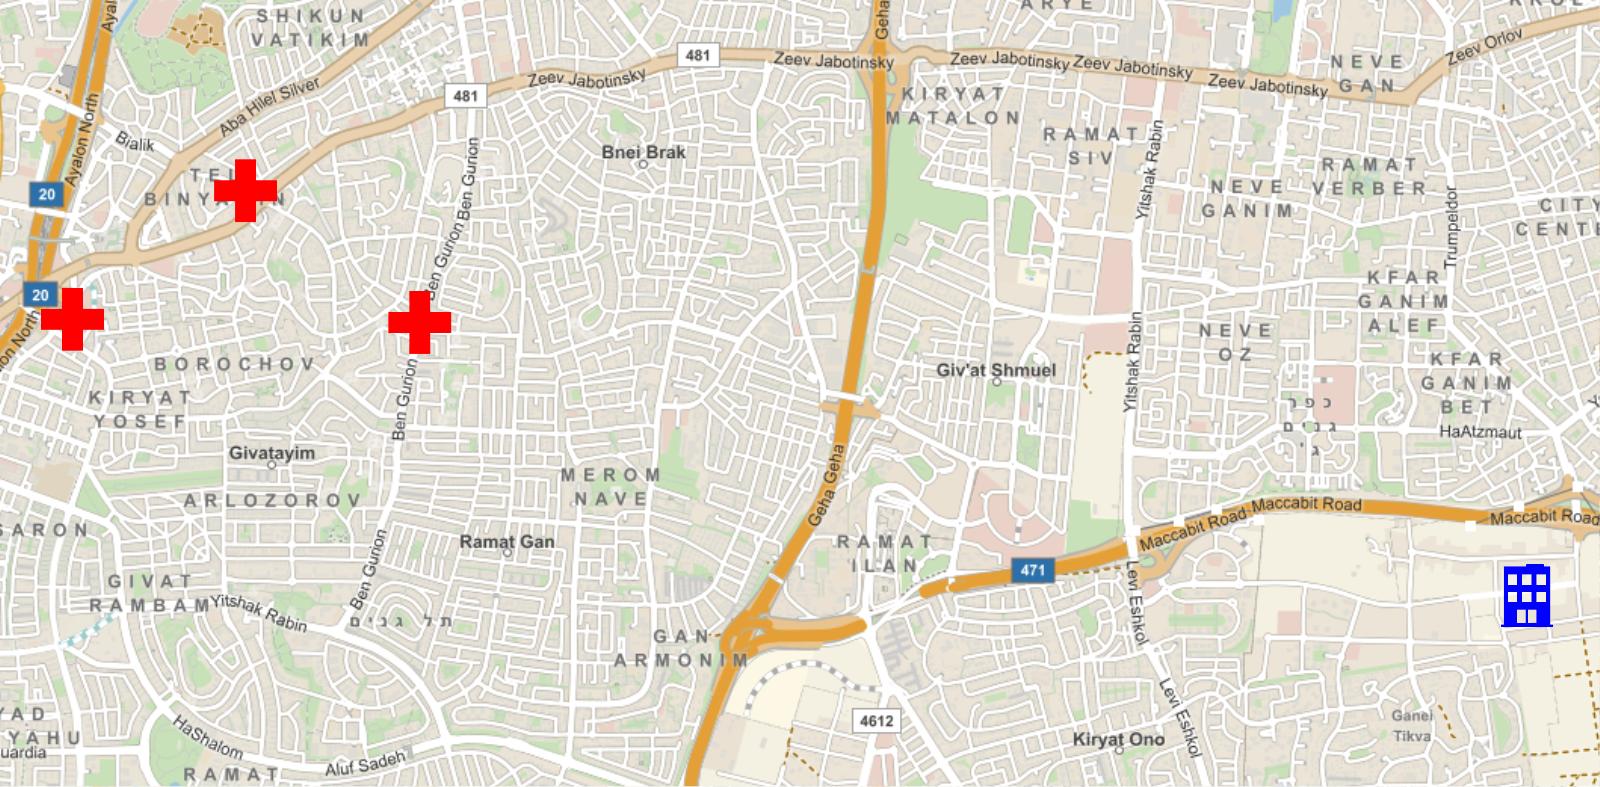 SHIKUN
VATIKIM
ARYE
Ayalon North
Aba Hilel Silver
Bialik
481
481
Zeev Jabotinsky
Zeev Jabotinsky
Zeev Jabotinsky
Zeev Jabotinsky
Zeev Jabotinsky
Zeev Orlov
Geha
NEVE
GAN
KIRYAT
MATALON
RAMAT
SIV
Bnei Brak
20
Ben Gurion
Ben Gurion
Yitshak Rabin
NEVE
GANIM
RAMAT
VERBER
Trumpeldor
CITY
20
KFAR
GANIM
ALEF
NEVE
OZ
Yitshak Rabin
BOROCHOV
KIRYAT
YOSEF
Ben Gurion
Giv'at Shmuel
KFAR
GANIM
BET
HaAtzmaut
כפר
גנים
ג
Givatayim
ARLOZOROV
MEROM
NAVE
Geha
Geha
SARON
Ramat Gan
RAMAT
ILAN
471
Maccabit Road
Maccabit Road
Maccabit Road
GIVAT
RAMBAM
Yitshak Rabin
Ben Gurion
תל גנים
GAN
ARMONIM
Levi Eshkol
Levi Eshkol
4612
Kiryat Ono
Ganei
Tikva
HaShalom
RAMAT
Aluf Sadeh